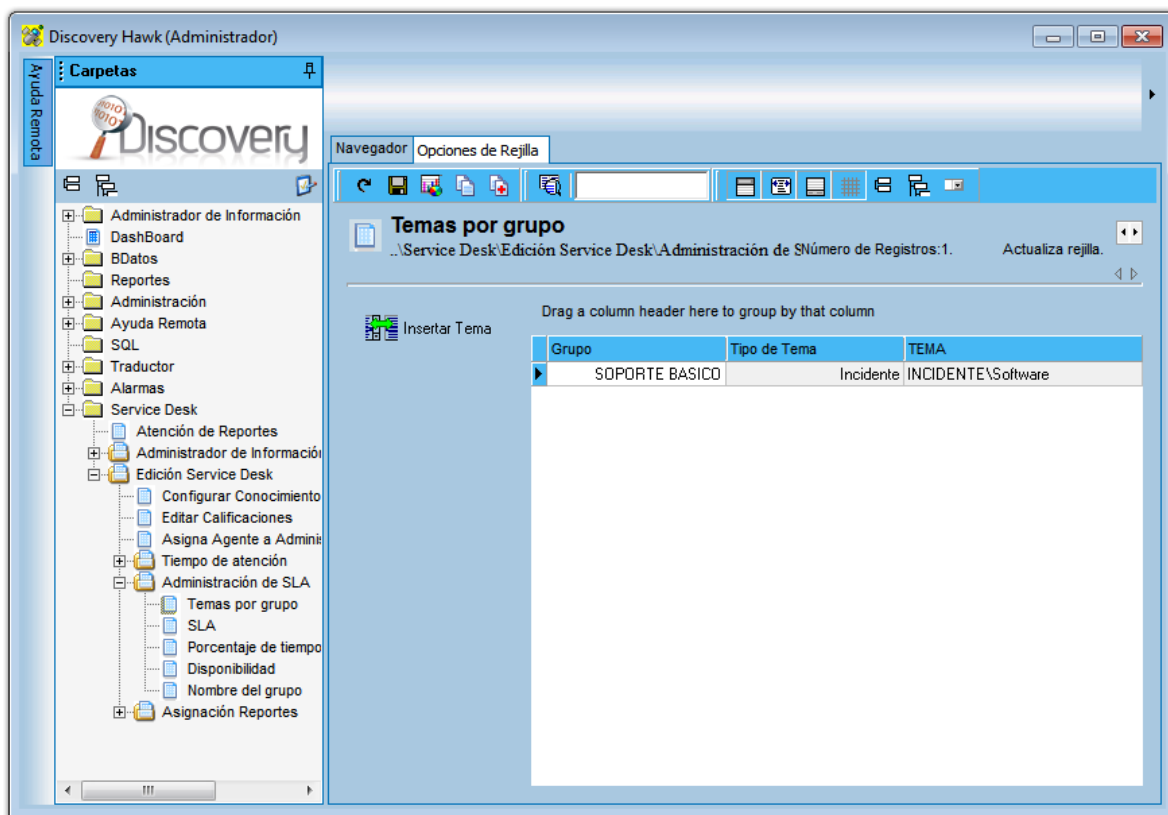 Discovery Hawk (Administrador)
Ayuda Remota
Carpetas
Discovery
Administrador de Información
DashBoard
BDatos
Reportes
Administración
Ayuda Remota
SQL
Traductor
Alarmas
Service Desk
Atención de Reportes
Administrador de Informació
Edición Service Desk
Configurar Conocimiento
Editar Calificaciones
Asigna Agente a Adminis
Tiempo de atención
Administración de SLA
Temas por grupo
SLA
Porcentaje de tiempo
Disponibilidad
Nombre del grupo
Asignación Reportes
Navegador Opciones de Rejilla
Temas por grupo
..\Service Desk\Edición Service Desk\Administración de S Número de Registros:1. Actualiza rejilla.
Insertar Tema
Drag a column header here to group by that column
Grupo Tipo de Tema TEMA
SOPORTE BASICO Incidente INCIDENTE\Software